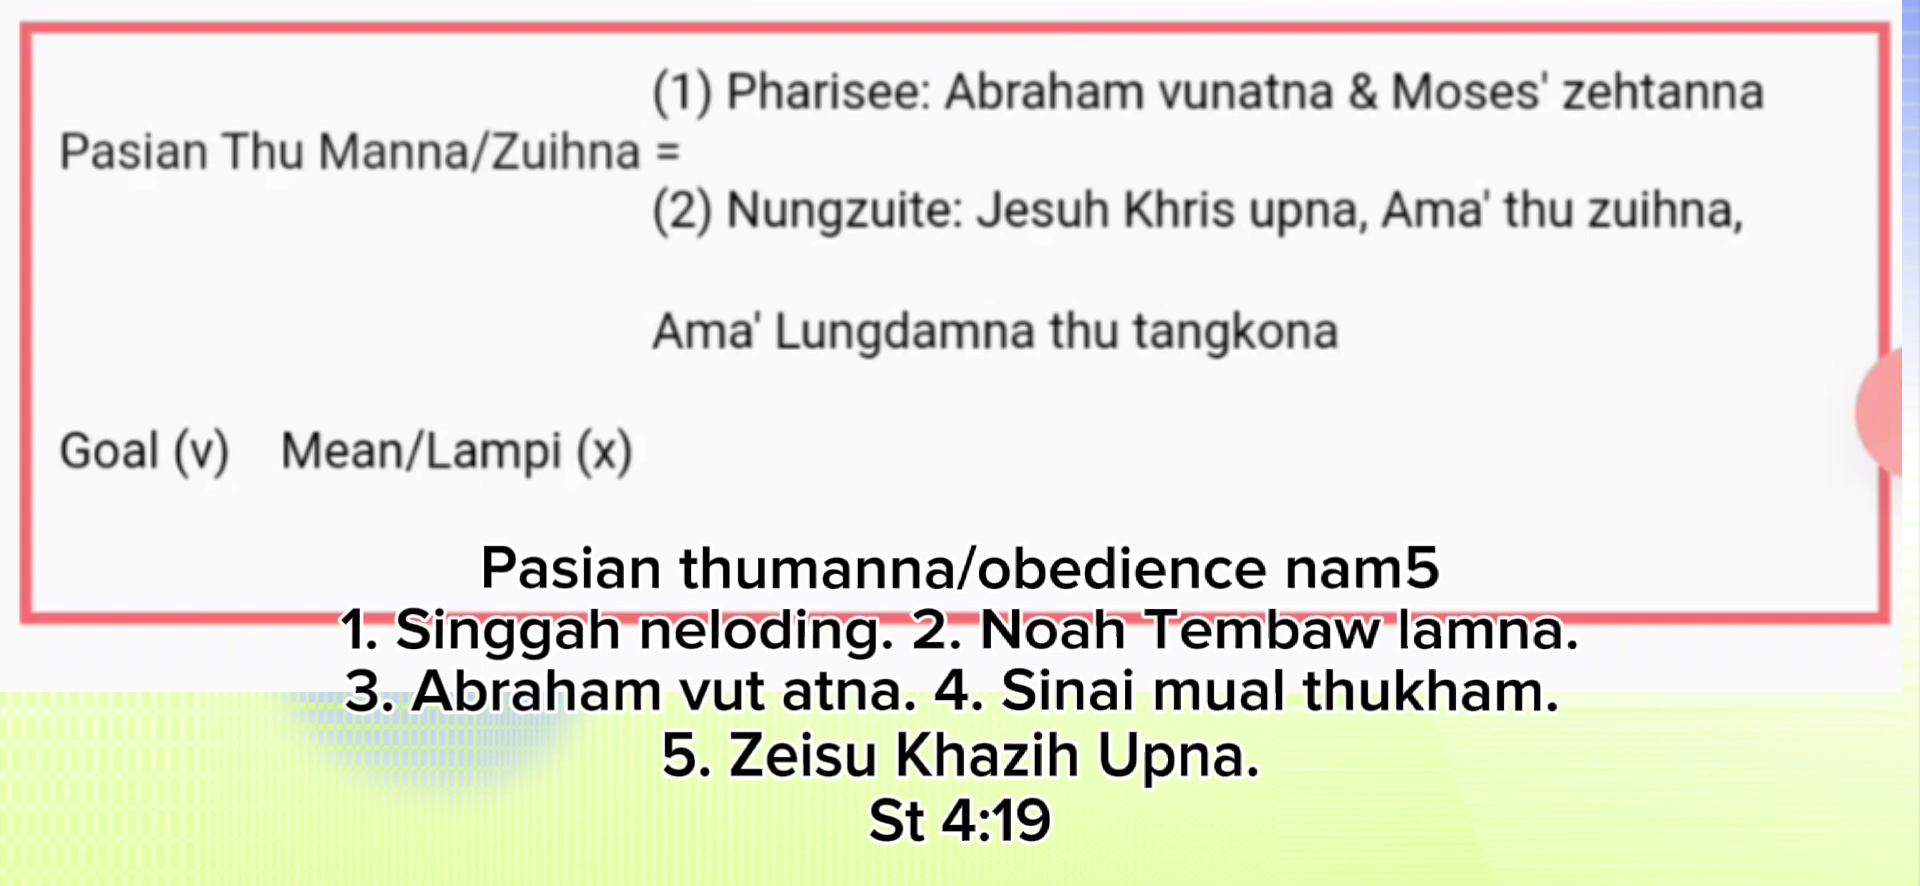 (1) Pharisee: Abraham vunatna & Moses' zehtanna
Pasian Thu Manna/Zuihna =
(2) Nungzuite: Jesuh Khris upna, Ama' thu zuihna,
Ama' Lungdamna thu tangkona
Goal (v) Mean/Lampi (x)
Pasian thumanna/obedience nam5
1. Singgah neloding. 2. Noah Tembaw lamna.
3. Abraham vut atna. 4. Sinai mual thukham.
5. Zeisu Khazih Upna.
St 4:19